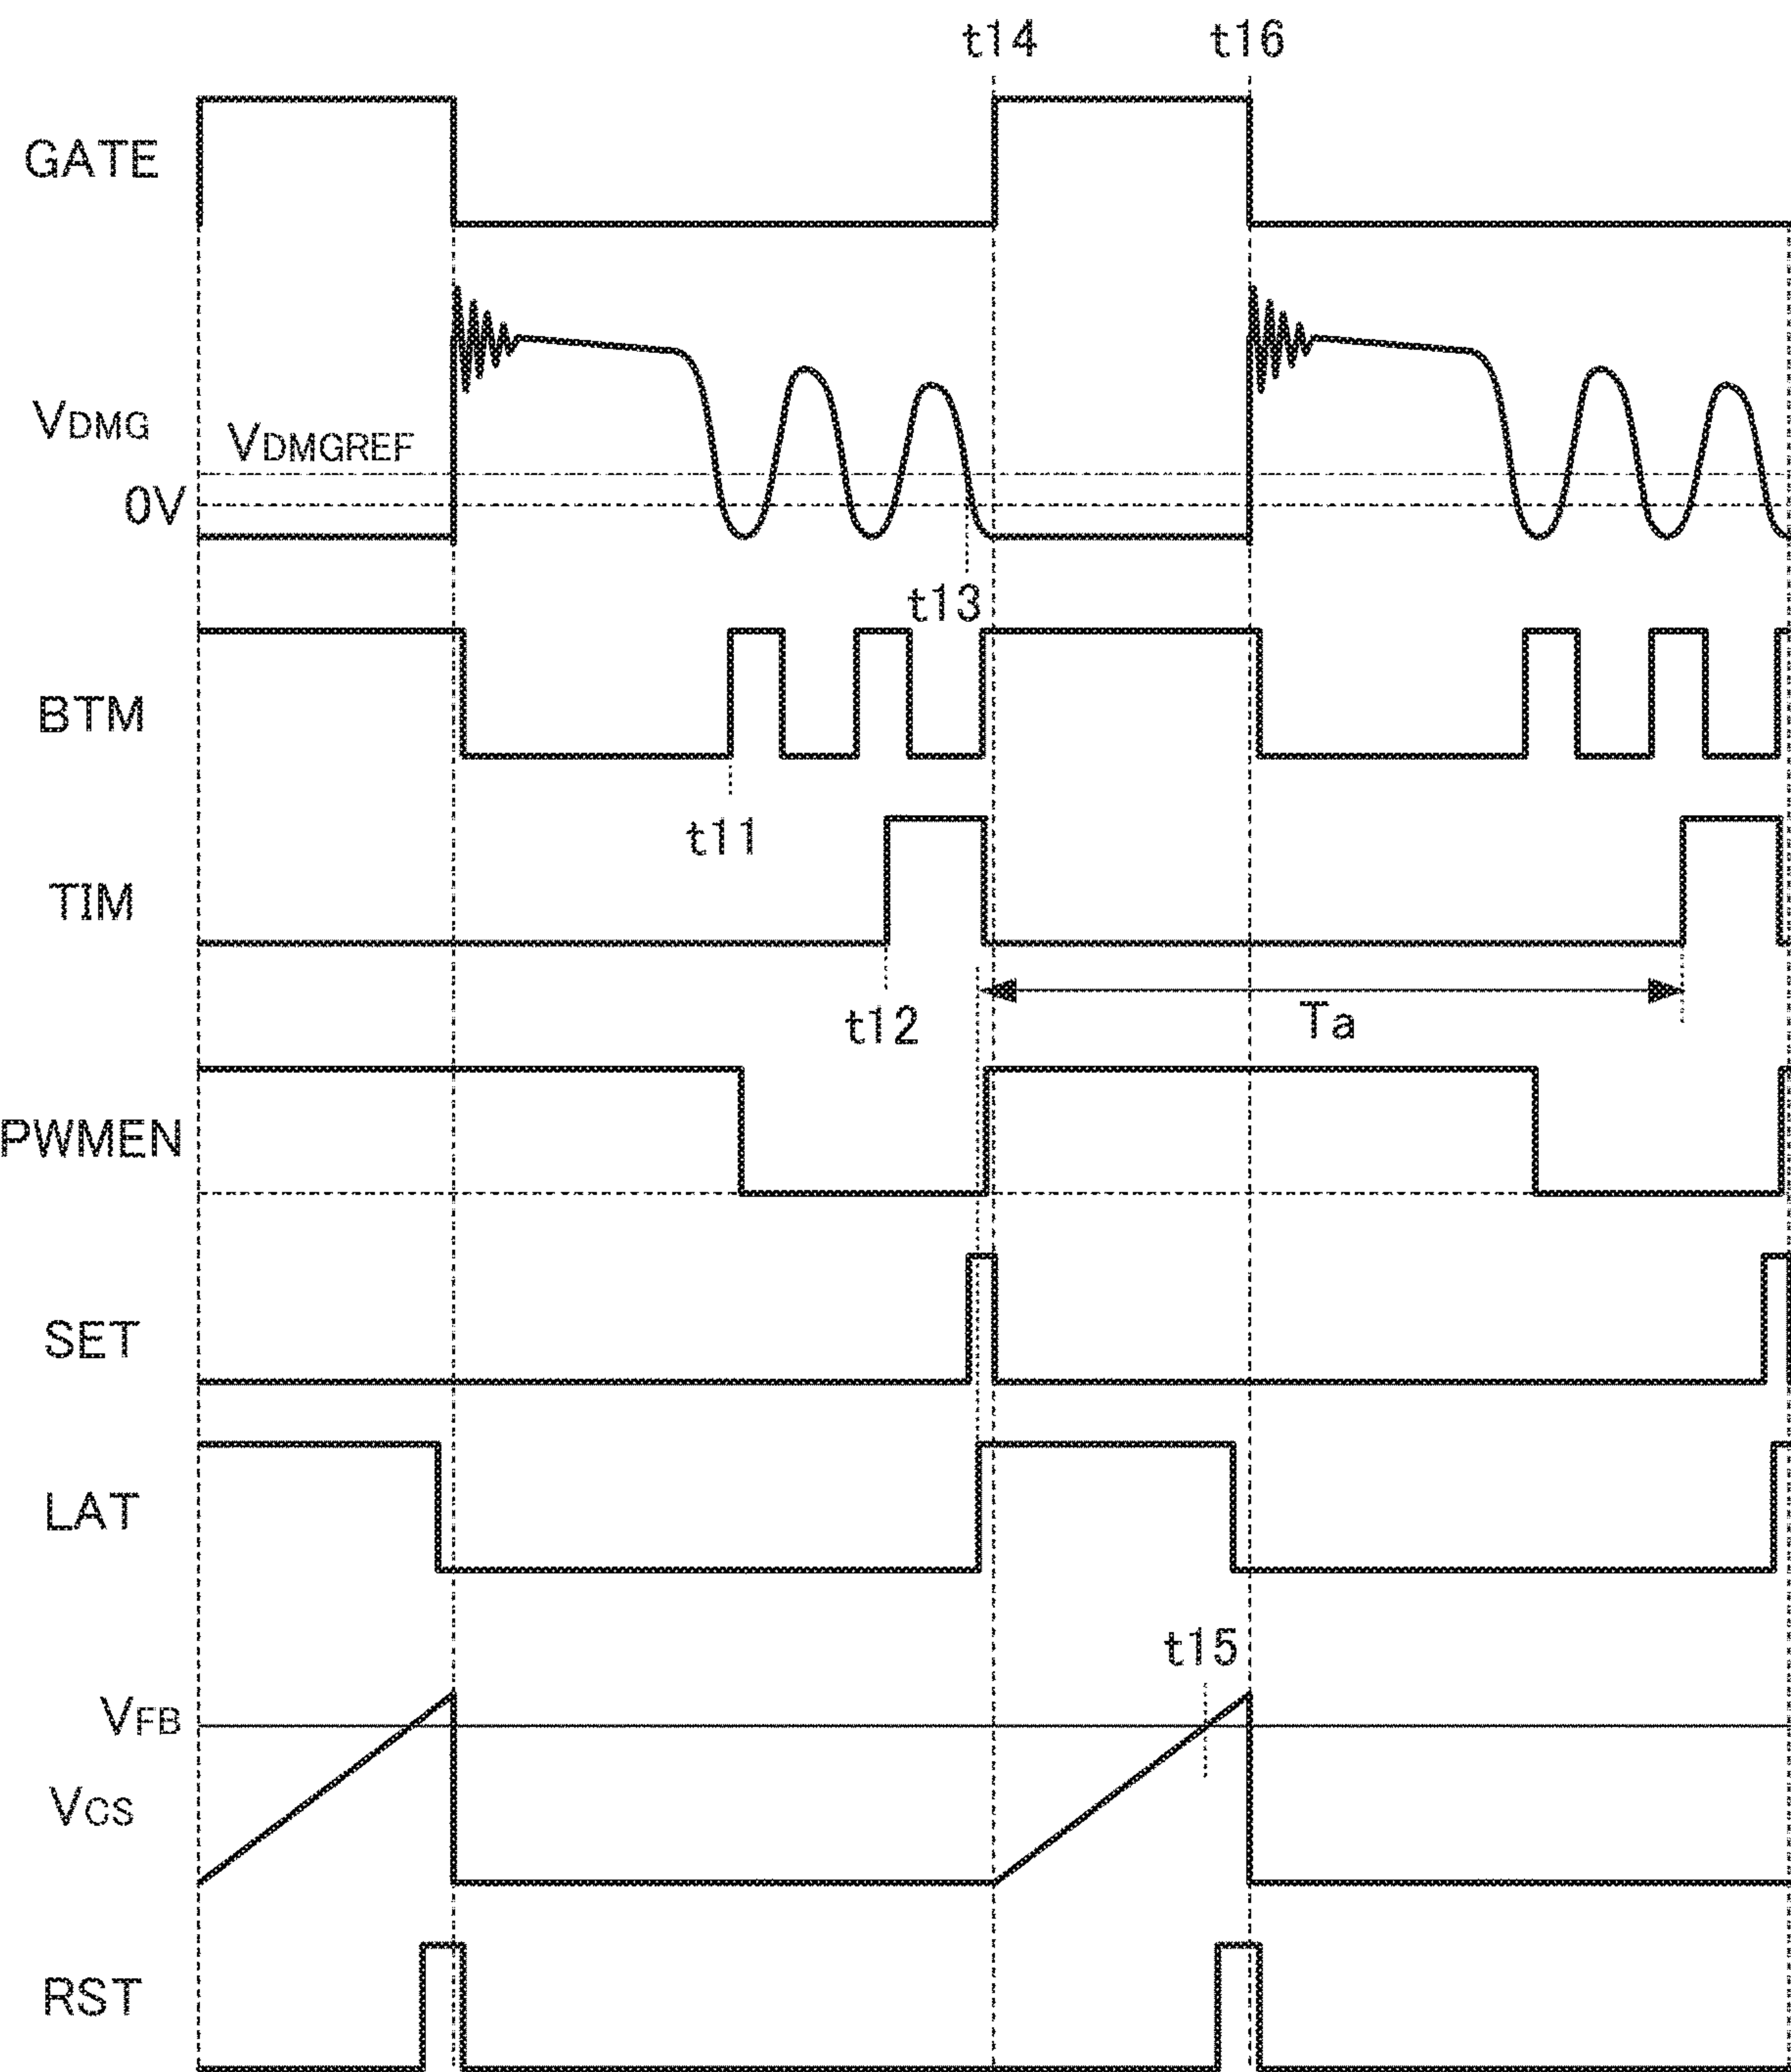 t14 t16
GATE
VDMG
VDMGREF
0V
t13
BTM
t11
TIM
t12
Ta
PWMEN
SET
LAT
t15
VFB
VCS
RST